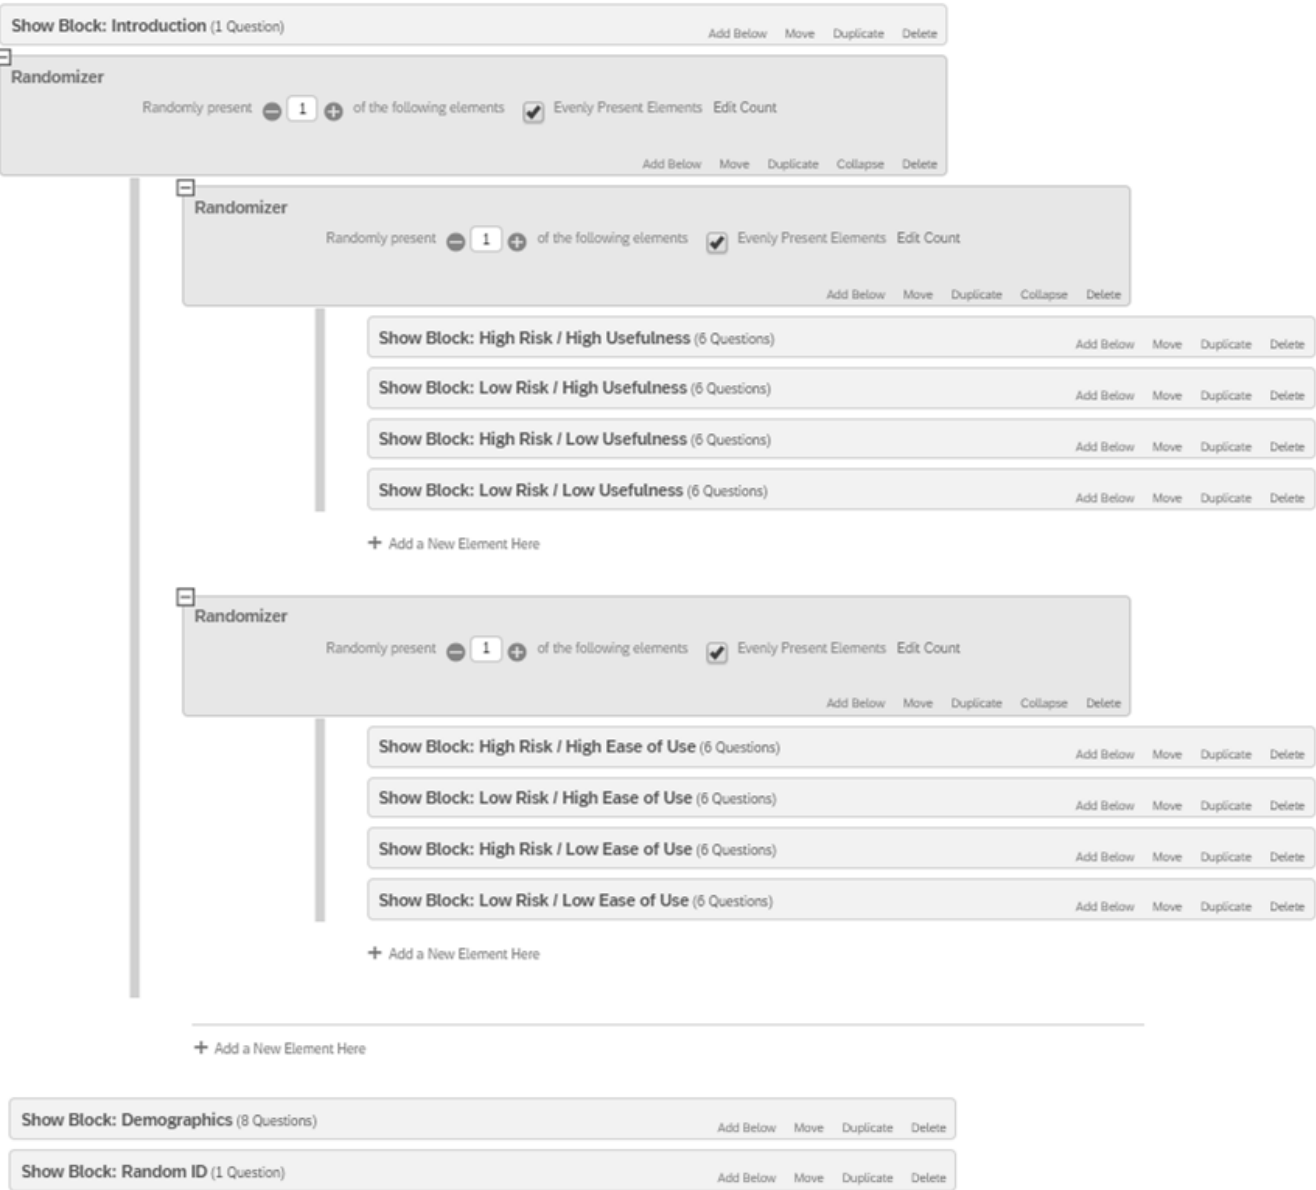 Show Block: Introduction (1 Question)
Add Below Move Duplicate Delete
Randomizer
Randomly present 1 of the following elements Evenly Present Elements Edit Count
Add Below Move Duplicate Collapse Delete
Randomizer
Randomly present 1 of the following elements Evenly Present Elements Edit Count
Add Below Move Duplicate Collapse Delete
Show Block: High Risk / High Usefulness (6 Questions)
Add Below Move Duplicate Delete
Show Block: Low Risk / High Usefulness (6 Questions)
Add Below Move Duplicate Delete
Show Block: High Risk / Low Usefulness (6 Questions)
Add Below Move Duplicate Delete
Show Block: Low Risk / Low Usefulness (6 Questions)
Add Below Move Duplicate Delete
+ Add a New Element Here
Randomizer
Randomly present 1 of the following elements Evenly Present Elements Edit Count
Add Below Move Duplicate Collapse Delete
Show Block: High Risk / High Ease of Use (6 Questions)
Add Below Move Duplicate Delete
Show Block: Low Risk / High Ease of Use (6 Questions)
Add Below Move Duplicate Delete
Show Block: High Risk / Low Ease of Use (6 Questions)
Add Below Move Duplicate Delete
Show Block: Low Risk / Low Ease of Use (6 Questions)
Add Below Move Duplicate Delete
+ Add a New Element Here
+ Add a New Element Here
Show Block: Demographics (8 Questions)
Add Below Move Duplicate Delete
Show Block: Random ID (1 Question)
Add Below Move Duplicate Delete